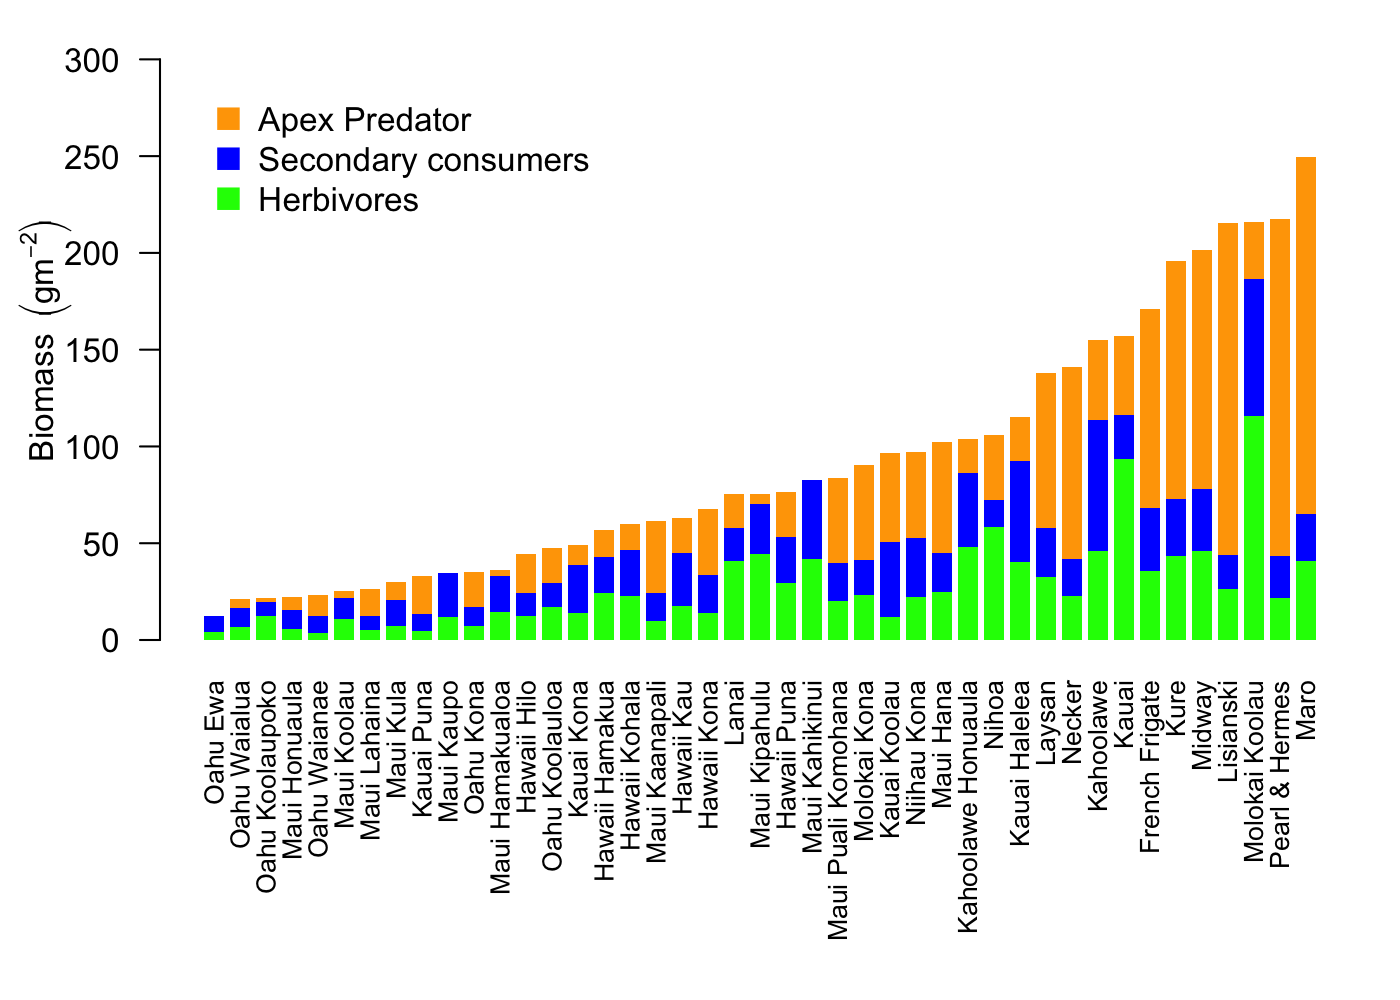 300
250
200
150
100
50
0
Biomass (gm⁻²)
Apex Predator
Secondary consumers
Herbivores
Oahu Ewa
Oahu Waialua
Oahu Koolaupoko
Maui Honuaula
Oahu Waianae
Maui Koolau
Maui Lahaina
Maui Kula
Kauai Puna
Maui Kaupo
Oahu Kona
Maui Hamakualoa
Hawaii Hilo
Oahu Koolauloa
Kauai Kona
Hawaii Hamakua
Hawaii Kohala
Maui Kaanapali
Hawaii Kau
Hawaii Kona
Lanai
Maui Kipahulu
Hawaii Puna
Maui Kahikinui
Maui Puali Komohana
Molokai Kona
Kauai Koolau
Niihau Kona
Maui Hana
Kahoolawe Honuaula
Nihoa
Kauai Halelea
Laysan
Necker
Kahoolawe
Kauai
French Frigate
Kure
Midway
Lisianski
Molokai Koolau
Pearl & Hermes
Maro